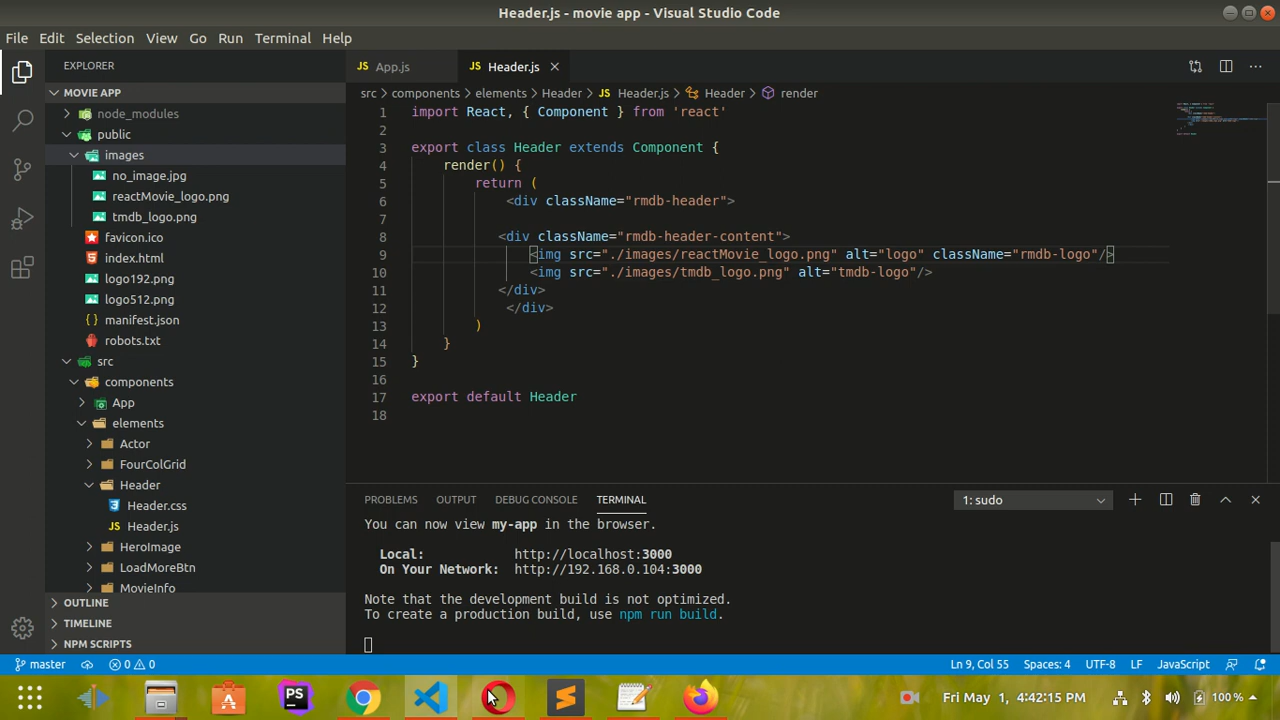 Header.js - movie app - Visual Studio Code
File Edit Selection View Go Run Terminal Help
EXPLORER
MOVIE APP
node_modules
public
images
no_image.jpg
reactMovie_logo.png
tmdb_logo.png
favicon.ico
index.html
logo192.png
logo512.png
manifest.json
robots.txt
src
components
App
elements
Actor
FourColGrid
Header
Header.css
Header.js
HeroImage
LoadMoreBtn
MovieInfo
OUTLINE
TIMELINE
NPM SCRIPTS
JS App.js JS Header.js
src components elements Header JS Header.js Header render
1 import React, { Component } from 'react'
2
3 export class Header extends Component {
4 render() {
5 return (
6 <div className="rmdb-header">
7
8 <div className="rmdb-header-content">
9 <img src="./images/reactMovie_logo.png" alt="logo" className="rmdb-logo"/>
10 <img src="./images/tmdb_logo.png" alt="tmdb-logo"/>
11 </div>
12 </div>
13 )
14 }
15 }
16
17 export default Header
18
PROBLEMS OUTPUT DEBUG CONSOLE TERMINAL 1: sudo
You can now view my-app in the browser.
Local: http://localhost:3000
On Your Network: http://192.168.0.104:3000
Note that the development build is not optimized.
To create a production build, use npm run build.
master 0 0 Ln 9, Col 55 Spaces: 4 UTF-8 LF JavaScript
PS Fri May 1, 4:42:15 PM 100 %